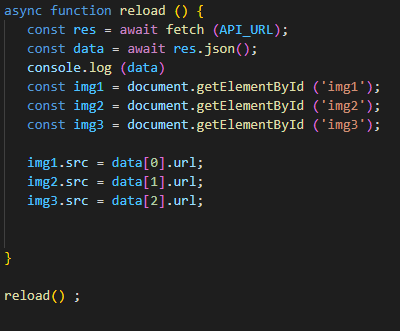 async function reload () {
const res = await fetch (API_URL);
const data = await res.json();
console.log (data)
const img1 = document.getElementById ('img1');
const img2 = document.getElementById ('img2');
const img3 = document.getElementById ('img3');
img1.src = data[0].url;
img2.src = data[1].url;
img3.src = data[2].url;
}
reload() ;